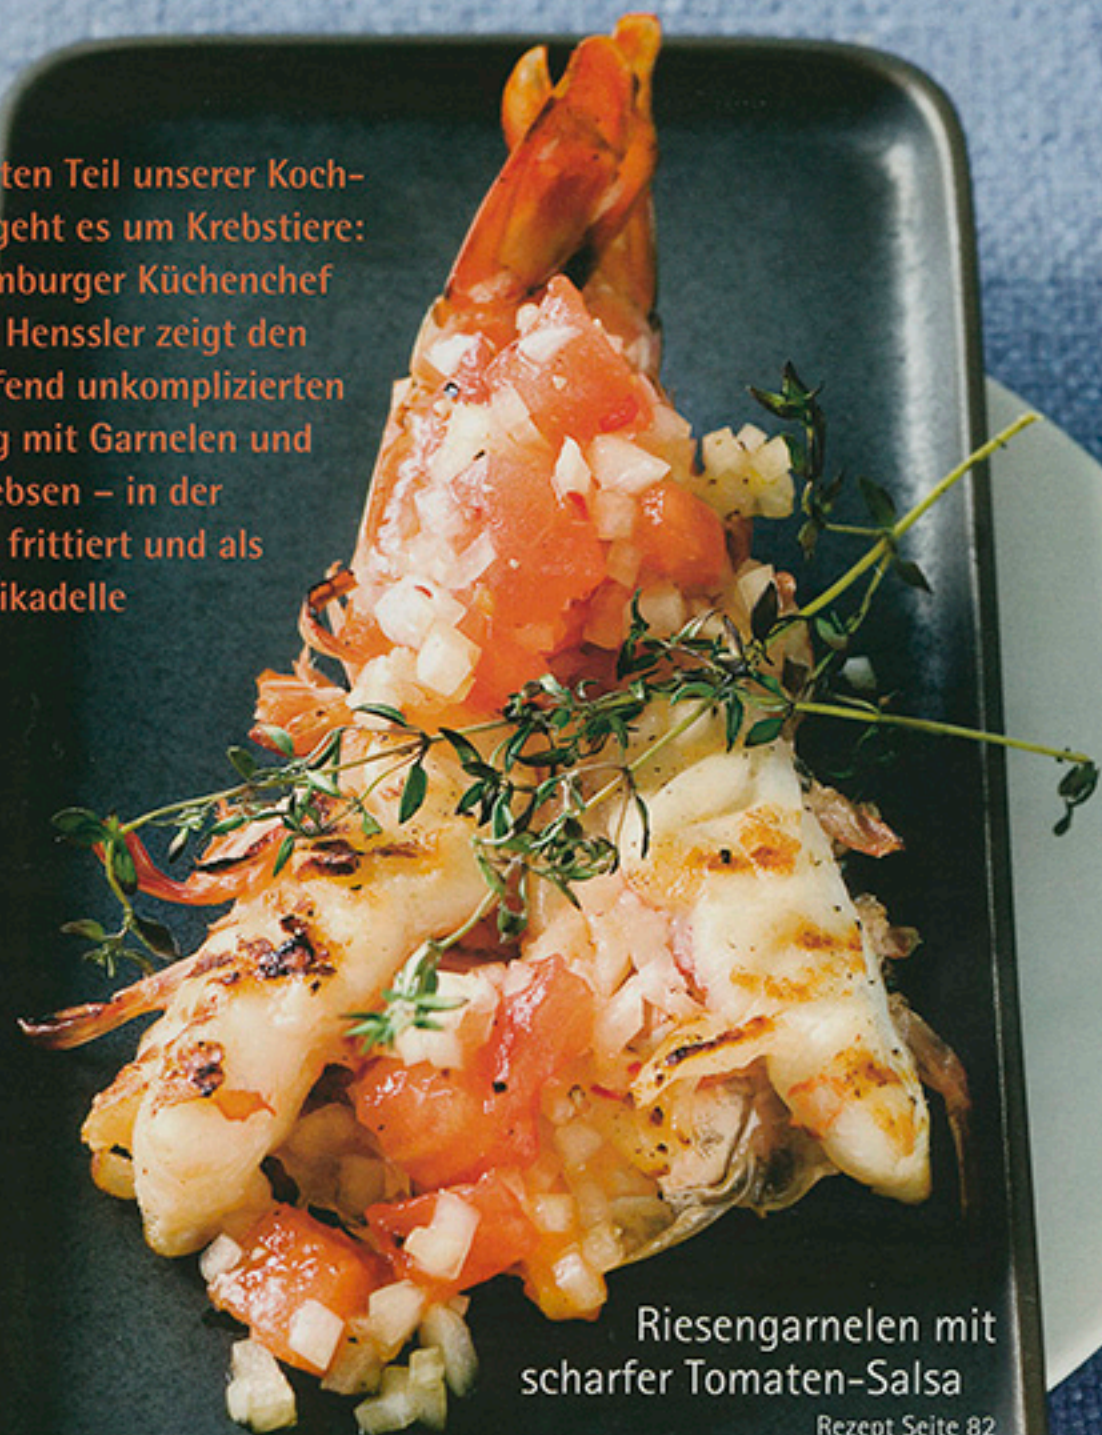 ten Teil unserer Koch-
geht es um Krebstiere:
mburger Küchenchef
Henssler zeigt den
fend unkomplizierten
g mit Garnelen und
ebsen – in der
frittiert und als
ikadelle
Riesengarnelen mit
scharfer Tomaten-Salsa
Rezept Seite 82